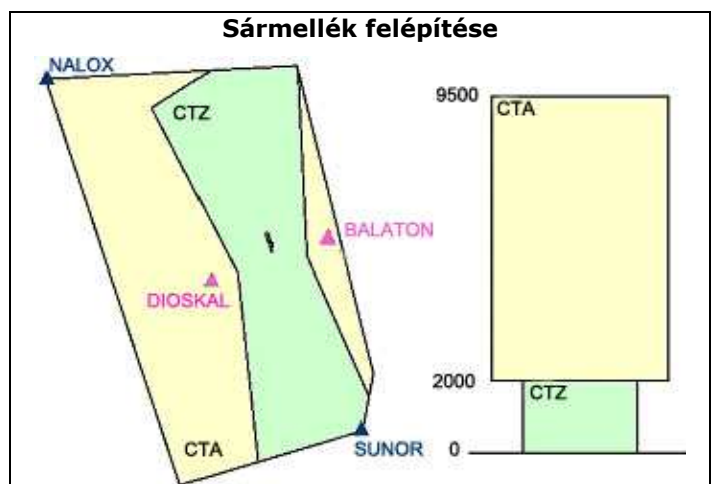 Sármellék felépítése
NALOX
CTZ
BALATON
DIOSKAL
CTA
SUNOR
9500
CTA
2000
CTZ
0